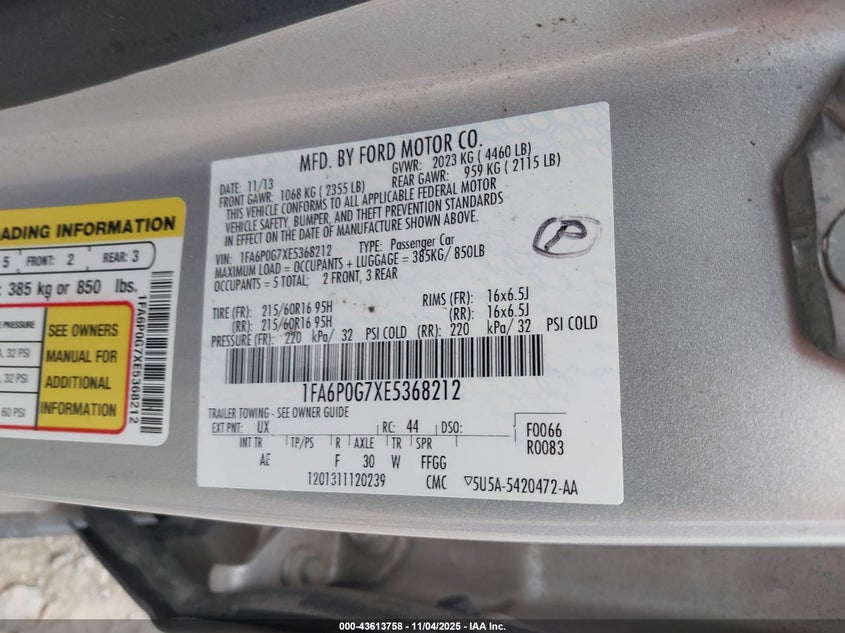 MFD. BY FORD MOTOR CO.
DATE: 11/13 GVWR: 2023 KG ( 4460 LB)
FRONT GAWR: 1068 KG ( 2355 LB) REAR GAWR: 959 KG ( 2115 LB)
THIS VEHICLE CONFORMS TO ALL APPLICABLE FEDERAL MOTOR
VEHICLE SAFETY, BUMPER, AND THEFT PREVENTION STANDARDS
IN EFFECT ON THE DATE OF MANUFACTURE SHOWN ABOVE.
VIN: 1FA6P0G7XE5368212 TYPE: Passenger Car
MAXIMUM LOAD = OCCUPANTS + LUGGAGE = 385KG/ 850LB
OCCUPANTS = 5 TOTAL; 2 FRONT, 3 REAR
P
TIRE (FR): 215/60R16 95H RIMS (FR): 16x6.5J
(RR): 215/60R16 95H (RR): 16x6.5J
PRESSURE (FR): 220 kPa/ 32 PSI COLD (RR): 220 kPa/ 32 PSI COLD
1FA6P0G7XE5368212
TRAILER TOWING - SEE OWNER GUIDE
EXT PNT: UX RC: 44 DSO: F0066
INT TR TP/PS R AXLE TR SPR R0083
AE F 30 W FFGG
1201311120239 CMC ▽5U5A-5420472-AA
ADING INFORMATION
5 FRONT: 2 REAR: 3
: 385 kg or 850 lbs.
PRESSURE
, 32 PSI
, 32 PSI
60 PSI
SEE OWNERS
MANUAL FOR
ADDITIONAL
INFORMATION
1FA6P0G7XE5368212
000-43613758 - 11/04/2025 - IAA Inc.